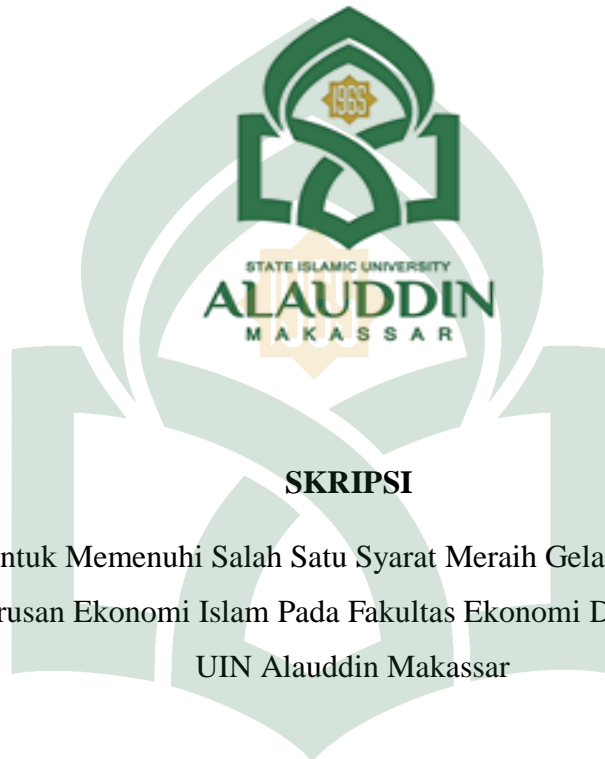 1965
STATE ISLAMIC UNIVERSITY
ALAUDDIN
MAKASSAR
SKRIPSI
ntuk Memenuhi Salah Satu Syarat Meraih Gela
rusan Ekonomi Islam Pada Fakultas Ekonomi D
UIN Alauddin Makassar